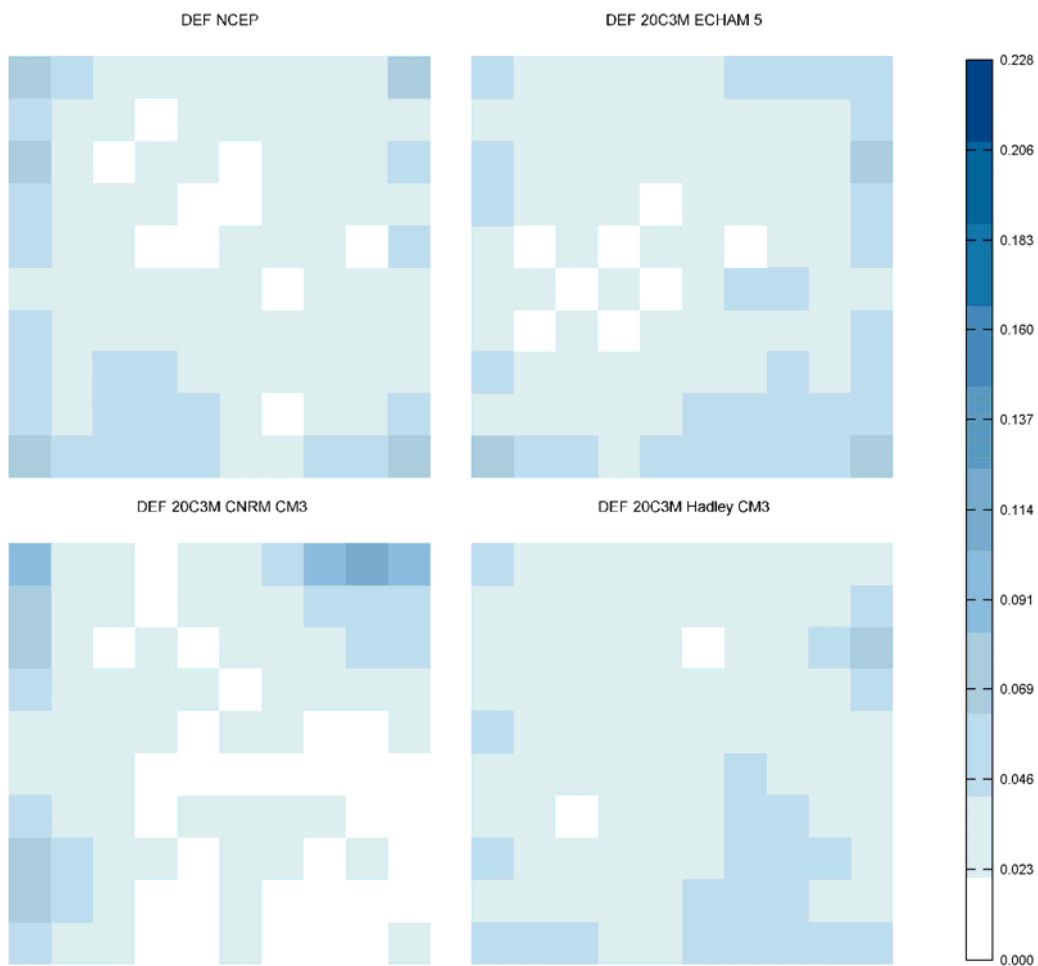 DEF NCEP
DEF 20C3M ECHAM 5
0.228
0.206
0.183
0.160
0.137
0.114
0.091
0.069
0.046
0.023
0.000
DEF 20C3M CNRM CM3
DEF 20C3M Hadley CM3